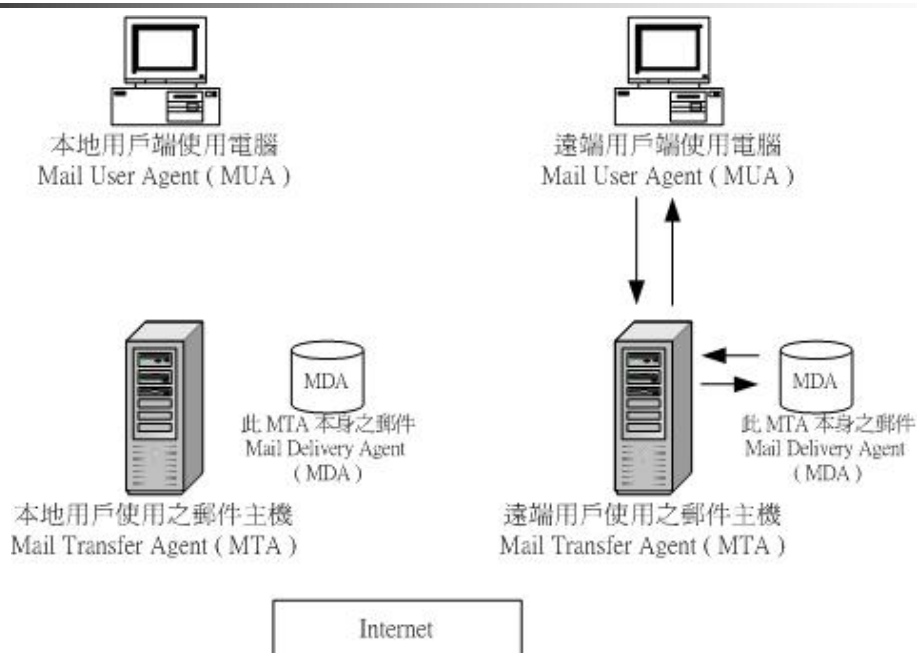 本地用戶端使用電腦
Mail User Agent ( MUA )
遠端用戶端使用電腦
Mail User Agent ( MUA )
MDA
此 MTA 本身之郵件
Mail Delivery Agent
( MDA )
本地用戶使用之郵件主機
Mail Transfer Agent ( MTA )
MDA
此 MTA 本身之郵件
Mail Delivery Agent
( MDA )
遠端用戶使用之郵件主機
Mail Transfer Agent ( MTA )
Internet